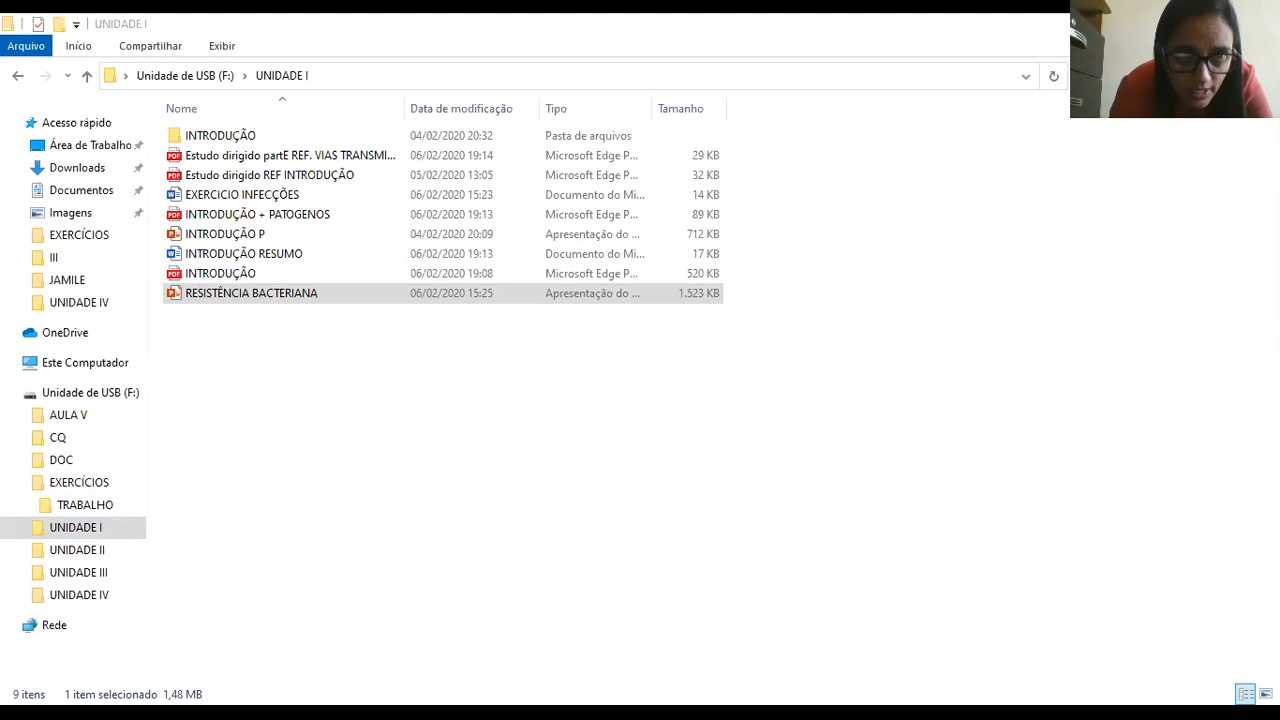 UNIDADE I
Arquivo Início Compartilhar Exibir
Unidade de USB (F:) UNIDADE I
Nome Data de modificação Tipo Tamanho
INTRODUÇÃO 04/02/2020 20:32 Pasta de arquivos
Estudo dirigido partE REF. VIAS TRANSMI... 06/02/2020 19:14 Microsoft Edge P... 29 KB
Estudo dirigido REF INTRODUÇÃO 05/02/2020 13:05 Microsoft Edge P... 32 KB
EXERCICIO INFECÇÕES 06/02/2020 15:23 Documento do Mi... 14 KB
INTRODUÇÃO + PATOGENOS 06/02/2020 19:13 Microsoft Edge P... 89 KB
INTRODUÇÃO P 04/02/2020 20:09 Apresentação do ... 712 KB
INTRODUÇÃO RESUMO 06/02/2020 19:13 Documento do Mi... 17 KB
INTRODUÇÃO 06/02/2020 19:08 Microsoft Edge P... 520 KB
RESISTÊNCIA BACTERIANA 06/02/2020 15:25 Apresentação do ... 1.523 KB
Acesso rápido
Área de Trabalho
Downloads
Documentos
Imagens
EXERCÍCIOS
III
JAMILE
UNIDADE IV
OneDrive
Este Computador
Unidade de USB (F:)
AULA V
CQ
DOC
EXERCÍCIOS
TRABALHO
UNIDADE I
UNIDADE II
UNIDADE III
UNIDADE IV
Rede
9 itens 1 item selecionado 1,48 MB